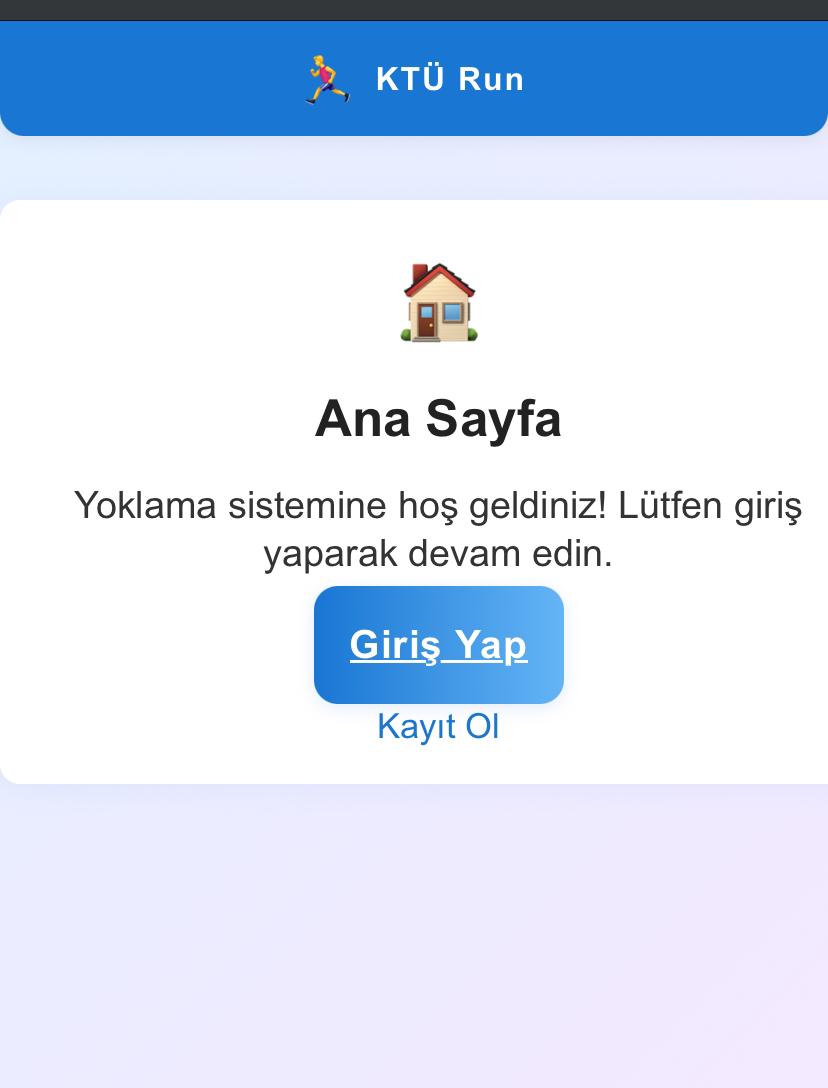 KTÜ Run
Ana Sayfa
Yoklama sistemine hoş geldiniz! Lütfen giriş
yaparak devam edin.
Giriş Yap
Kayıt Ol